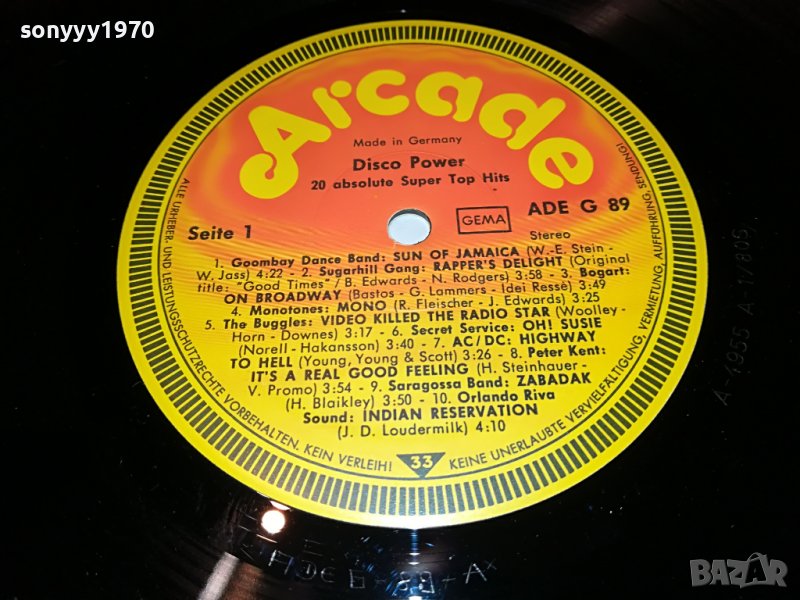 sonyyy1970
Arcade
Made in Germany
Disco Power
20 absolute Super Top Hits
Seite 1
GEMA
ADE G 89
Stereo
1. Goombay Dance Band: SUN OF JAMAICA (W.-E. Stein -
W. Jass) 4:22 - 2. Sugarhill Gang: RAPPER'S DELIGHT (Original
title: "Good Times" / B. Edwards - N. Rodgers) 3:58 - 3. Bogart:
ON BROADWAY (Bastos - G. Lammers - Idei Ressè) 3:49
4. Monotones: MONO (R. Fleischer - J. Edwards) 3:25
5. The Buggles: VIDEO KILLED THE RADIO STAR (Woolley -
Horn - Downes) 3:17 - 6. Secret Service: OH! SUSIE
(Norell - Hakansson) 3:40 - 7. AC/DC: HIGHWAY
TO HELL (Young, Young & Scott) 3:26 - 8. Peter Kent:
IT'S A REAL GOOD FEELING (H. Steinhauer -
V. Promo) 3:54 - 9. Saragossa Band: ZABADAK
(H. Blaikley) 3:50 - 10. Orlando Riva
Sound: INDIAN RESERVATION
(J. D. Loudermilk) 4:10
ALLE URHEBER- UND LEISTUNGSSCHUTZRECHTE VORBEHALTEN. KEIN VERLEIH! KEINE UNERLAUBTE VERVIELFÄLTIGUNG, VERMIETUNG, AUFFÜHRUNG, SENDUNG!
33
BAZAR